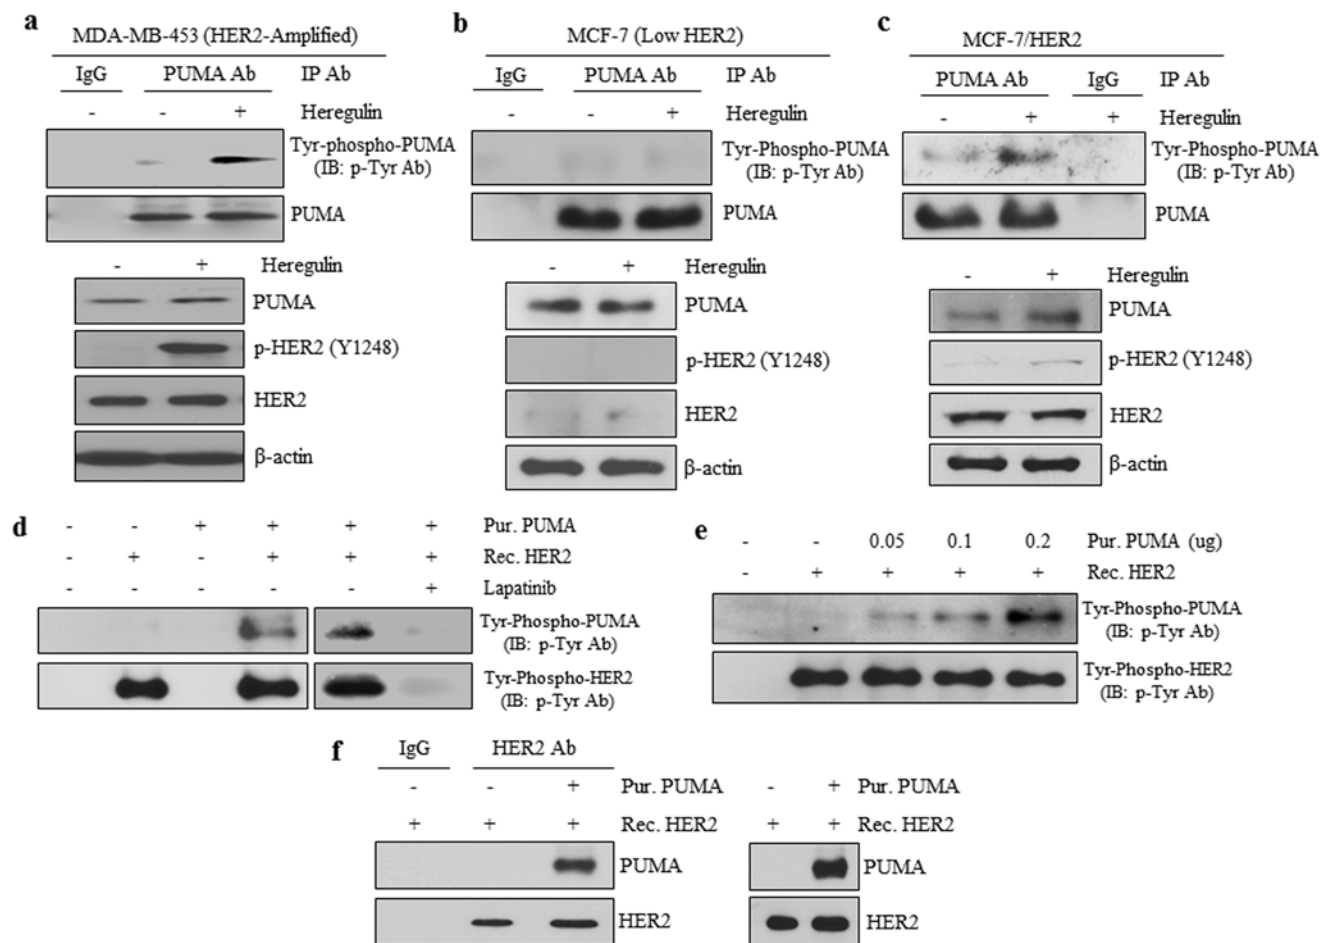 a
MDA-MB-453 (HER2-Amplified)
IgG PUMA Ab IP Ab
- - + Heregulin
Tyr-phospho-PUMA
(IB: p-Tyr Ab)
PUMA
- + Heregulin
PUMA
p-HER2 (Y1248)
HER2
β-actin
b
MCF-7 (Low HER2)
IgG PUMA Ab IP Ab
- - + Heregulin
Tyr-Phospho-PUMA
(IB: p-Tyr Ab)
PUMA
- + Heregulin
PUMA
p-HER2 (Y1248)
HER2
β-actin
c
MCF-7/HER2
PUMA Ab IgG IP Ab
- + + Heregulin
Tyr-Phospho-PUMA
(IB: p-Tyr Ab)
PUMA
- + Heregulin
PUMA
p-HER2 (Y1248)
HER2
β-actin
d
- - + + + + Pur. PUMA
- + - + + + Rec. HER2
- - - - - + Lapatinib
Tyr-Phospho-PUMA
(IB: p-Tyr Ab)
Tyr-Phospho-HER2
(IB: p-Tyr Ab)
e
- - 0.05 0.1 0.2 Pur. PUMA (ug)
- + + + + Rec. HER2
Tyr-Phospho-PUMA
(IB: p-Tyr Ab)
Tyr-Phospho-HER2
(IB: p-Tyr Ab)
f
IgG HER2 Ab
- - + Pur. PUMA
+ + + Rec. HER2
PUMA
HER2
- + Pur. PUMA
+ + Rec. HER2
PUMA
HER2